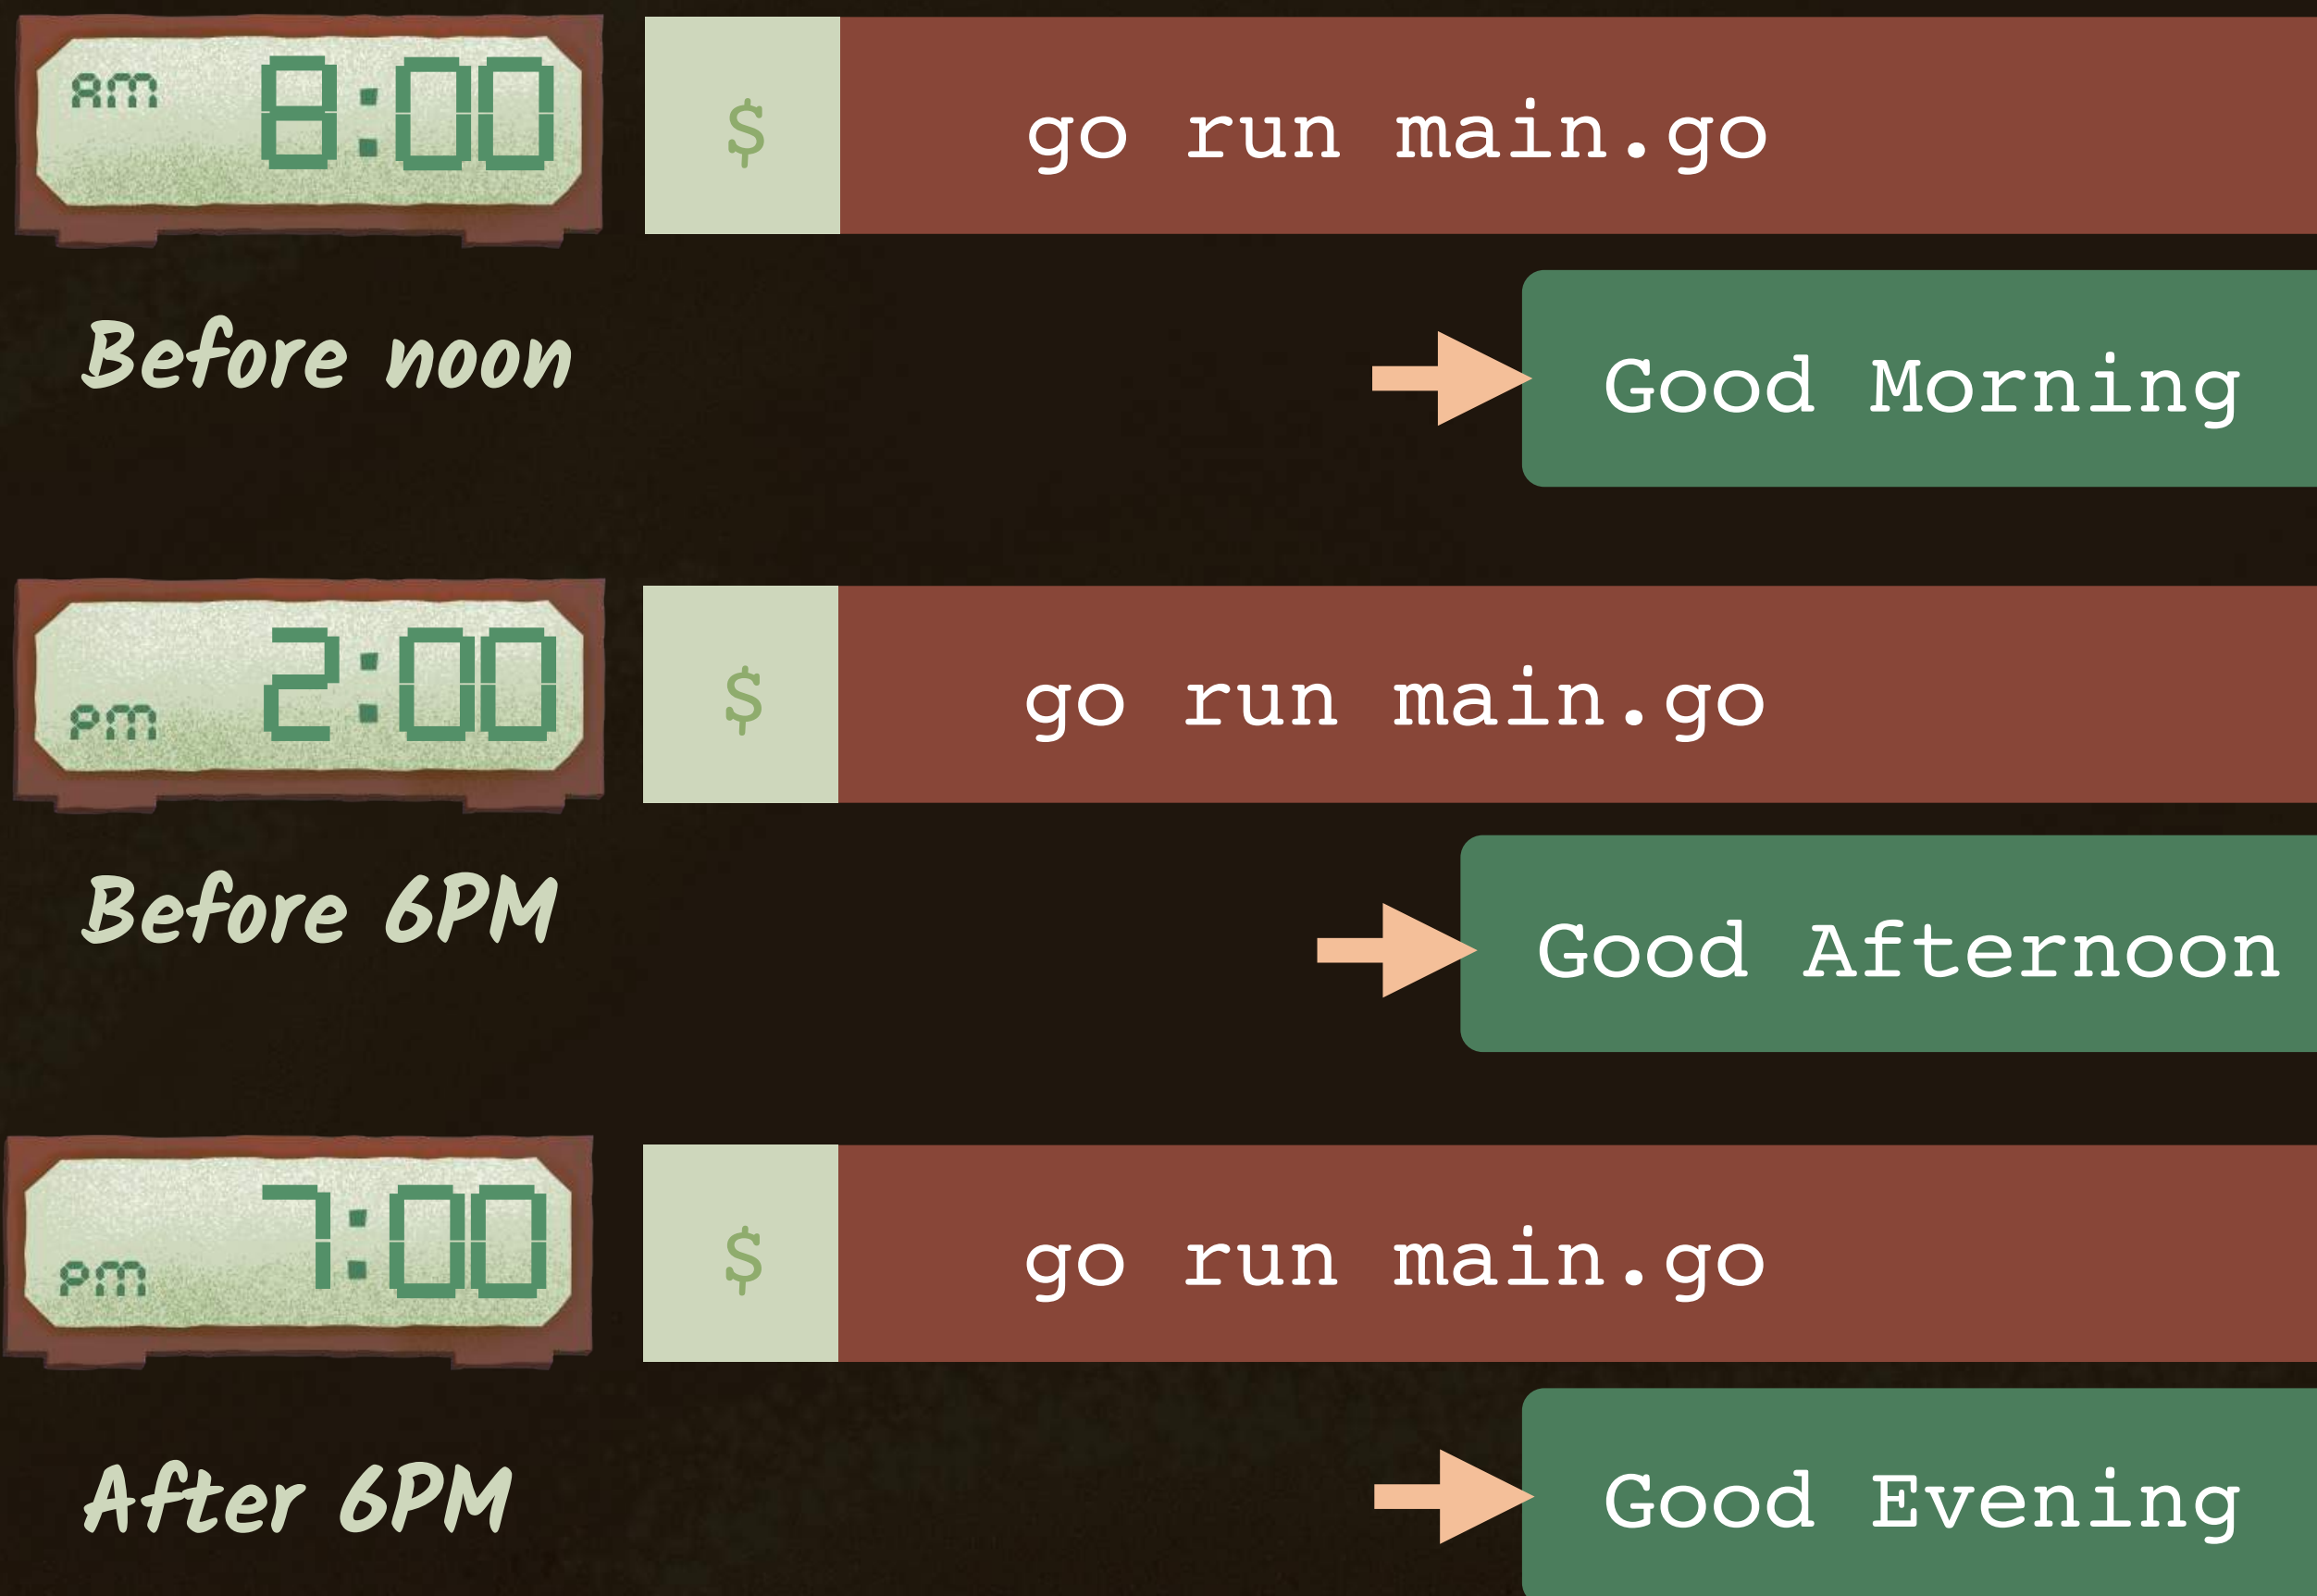 am 8:00
$ go run main.go
Before noon
Good Morning
pm 2:00
$ go run main.go
Before 6PM
Good Afternoon
pm 7:00
$ go run main.go
After 6PM
Good Evening